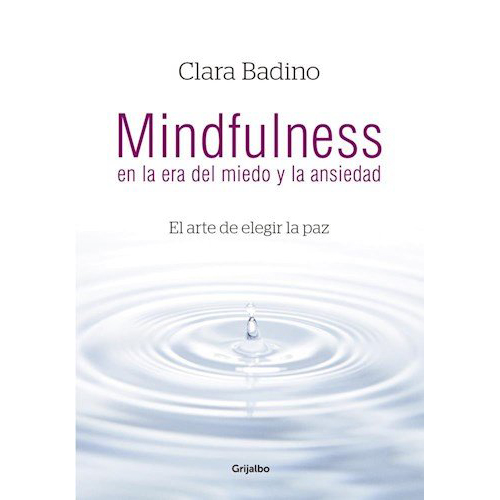 Clara Badino
Mindfulness
en la era del miedo y la ansiedad
El arte de elegir la paz
Grijalbo